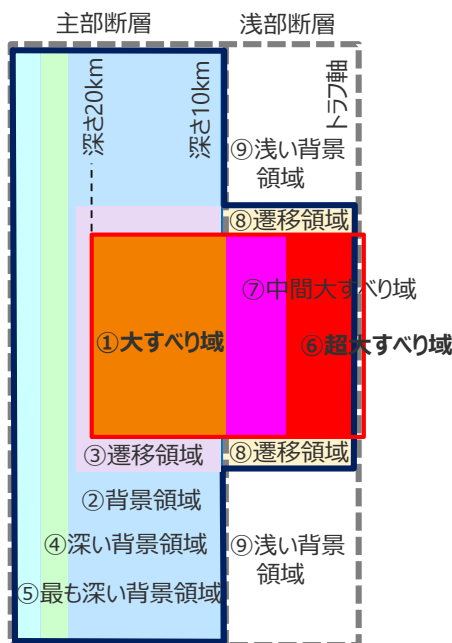 主部断層
浅部断層
深さ20km
深さ10km
トラフ軸
⑨浅い背景
領域
⑧遷移領域
⑦中間大すべり域
①大すべり域
⑥超大すべり域
③遷移領域
⑧遷移領域
②背景領域
④深い背景領域
⑨浅い背景
領域
⑤最も深い背景領域